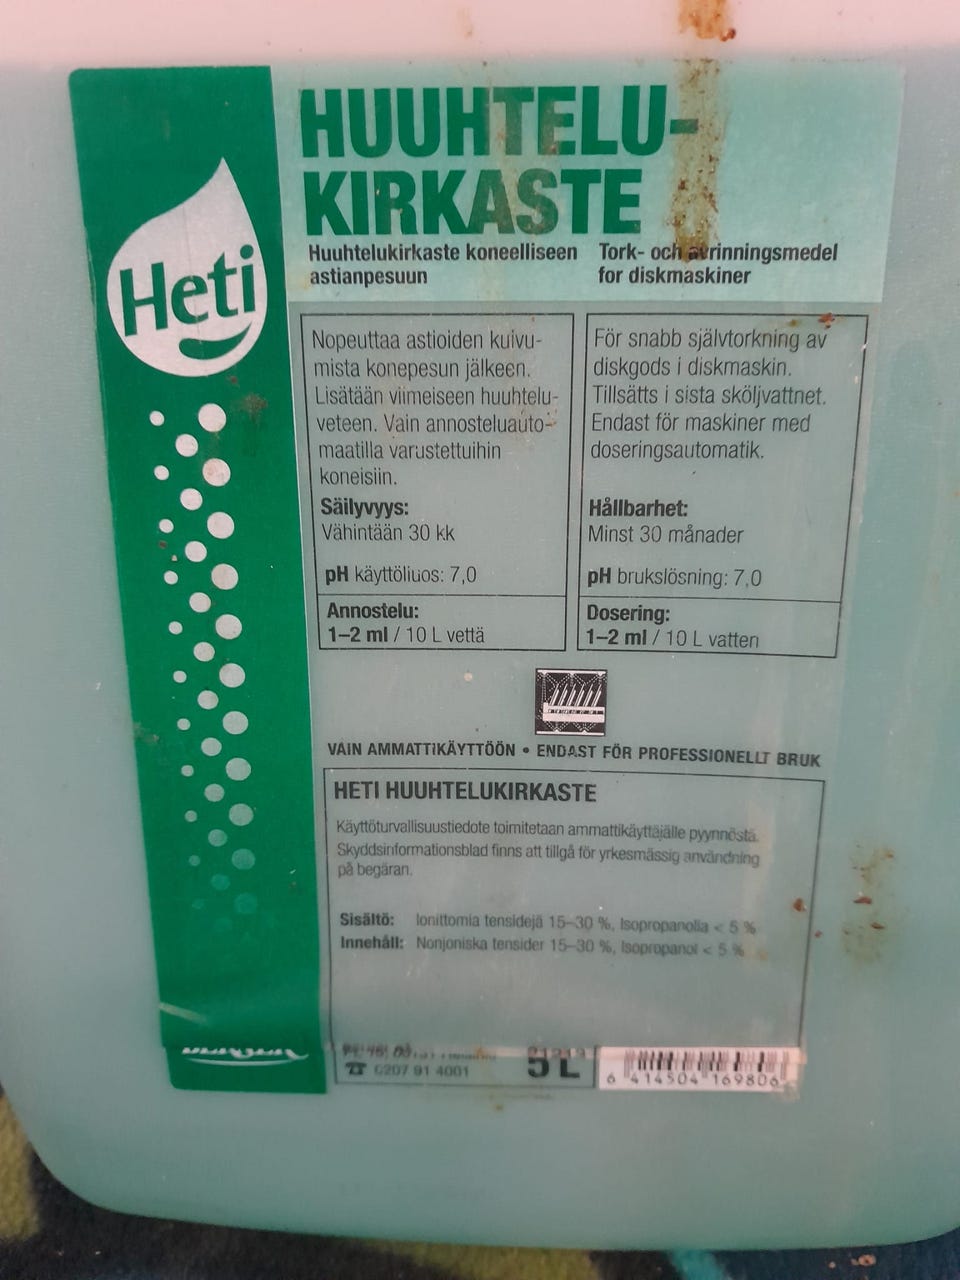 HUUHTELU-
KIRKASTE
Huuhtelukirkaste koneelliseen
astianpesuun
Tork- och avrinningsmedel
for diskmaskiner
Heti
Nopeuttaa astioiden kuivu-
mista konepesun jälkeen.
Lisätään viimeiseen huuhtelu-
veteen. Vain annosteluauto-
maatilla varustettuihin
koneisiin.
Säilyvyys:
Vähintään 30 kk
pH käyttöliuos: 7,0
Annostelu:
1–2 ml / 10 L vettä
För snabb självtorkning av
diskgods i diskmaskin.
Tillsätts i sista sköljvattnet.
Endast för maskiner med
doseringsautomatik.
Hållbarhet:
Minst 30 månader
pH brukslösning: 7,0
Dosering:
1–2 ml / 10 L vatten
VAIN AMMATTIKÄYTTÖÖN • ENDAST FÖR PROFESSIONELLT BRUK
HETI HUUHTELUKIRKASTE
Käyttöturvallisuustiedote toimitetaan ammattikäyttäjälle pyynnöstä.
Skyddsinformationsblad finns att tillgå för yrkesmässig användning
på begäran.
Sisältö: Ionittomia tensidejä 15–30 %, Isopropanolia < 5 %
Innehåll: Nonjoniska tensider 15–30 %, Isopropanol < 5 %
0207 91 4001
5 L
6 414504 169806